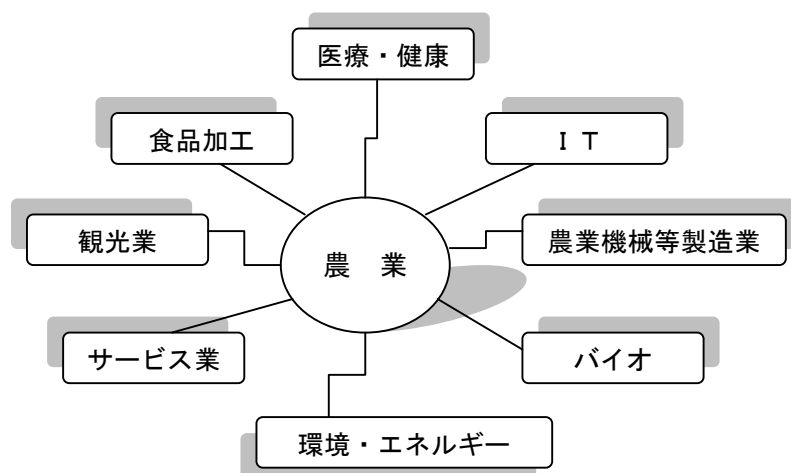 医療・健康
食品加工
ＩＴ
観光業
農　業
農業機械等製造業
サービス業
バイオ
環境・エネルギー